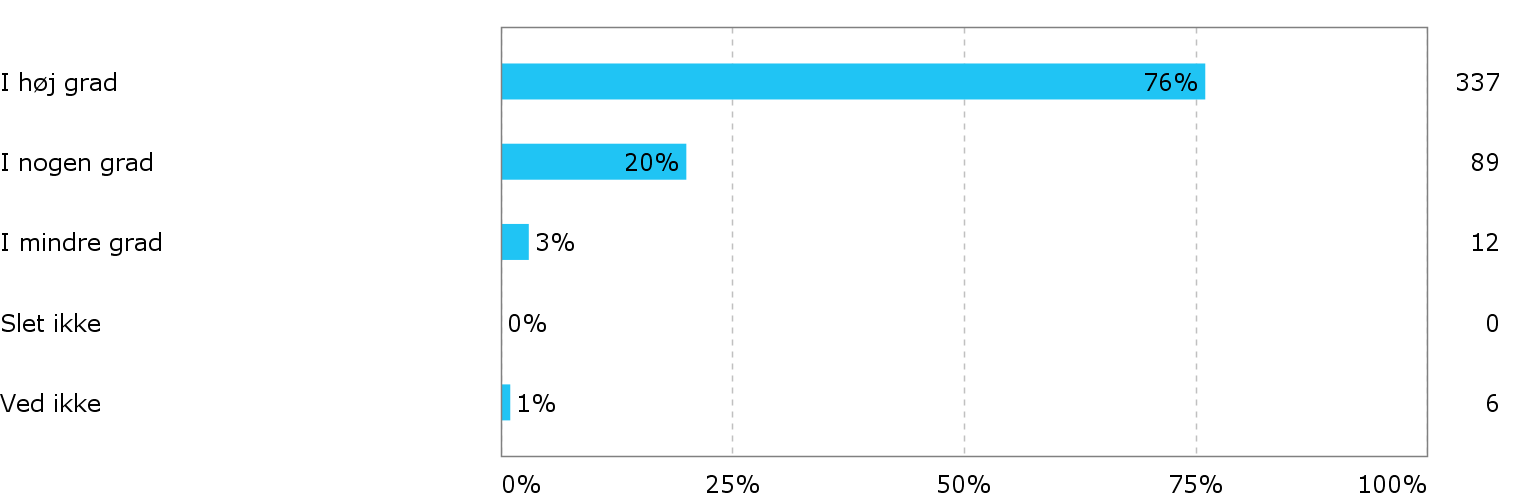 I høj grad 76% 337
I nogen grad 20% 89
I mindre grad 3% 12
Slet ikke 0% 0
Ved ikke 1% 6
0% 25% 50% 75% 100%